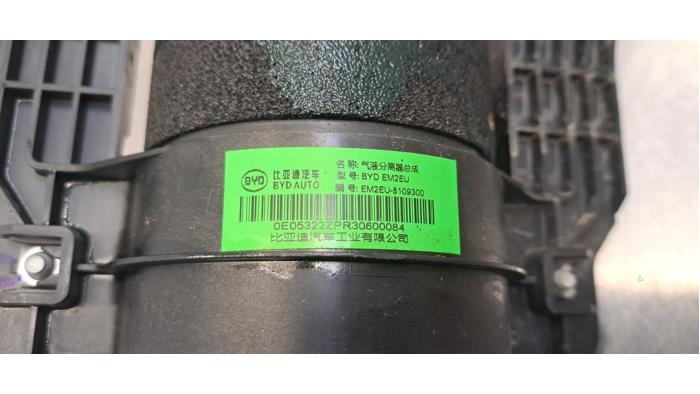 BYD
比亚迪汽车
BYD AUTO
名 称: 气液分离器总成
型 号: BYD EM2EU
编 号: EM2EU-8109300
0E05322ZPR30600084
比亚迪汽车工业有限公司